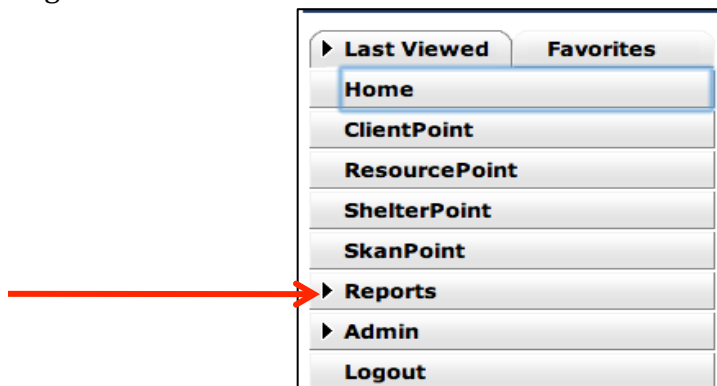 Last Viewed Favorites
Home
ClientPoint
ResourcePoint
ShelterPoint
SkanPoint
Reports
Admin
Logout